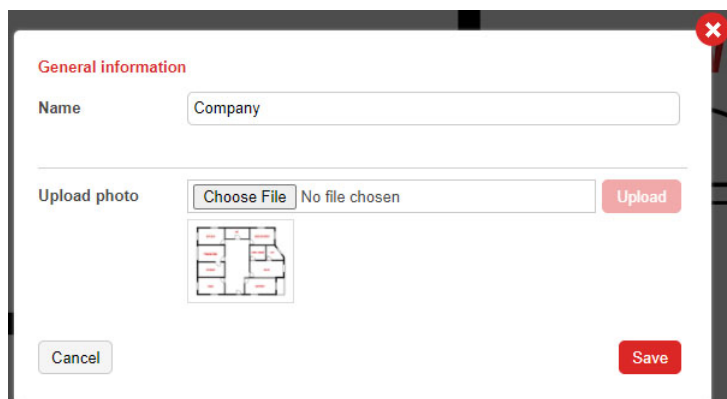 General information
Name
Company
Upload photo
Choose File No file chosen
Upload
Cancel
Save